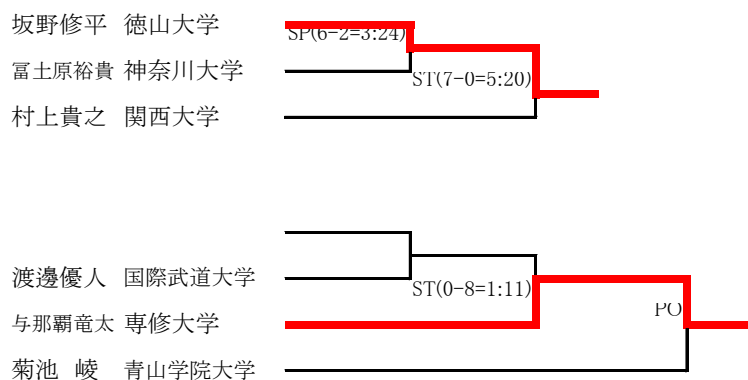 坂野修平 徳山大学
SP(6-2=3:24)
冨土原裕貴 神奈川大学
ST(7-0=5:20)
村上貴之 関西大学
渡邊優人 国際武道大学
ST(0-8=1:11)
PO
与那覇竜太 専修大学
菊池 崚 青山学院大学